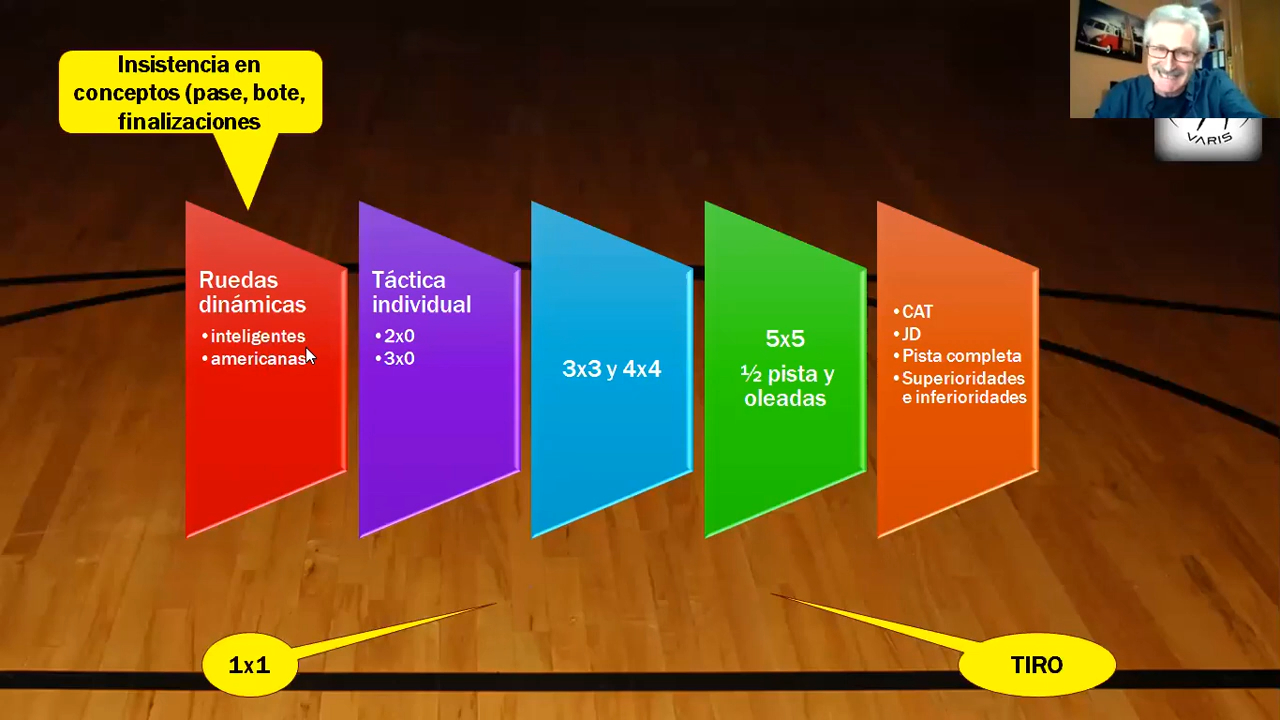 Insistencia en
conceptos (pase, bote,
finalizaciones
VARIS
Ruedas
dinámicas
• inteligentes
• americanas
Táctica
individual
• 2x0
• 3x0
3x3 y 4x4
5x5
½ pista y
oleadas
• CAT
• JD
• Pista completa
• Superioridades
e inferioridades
1x1
TIRO